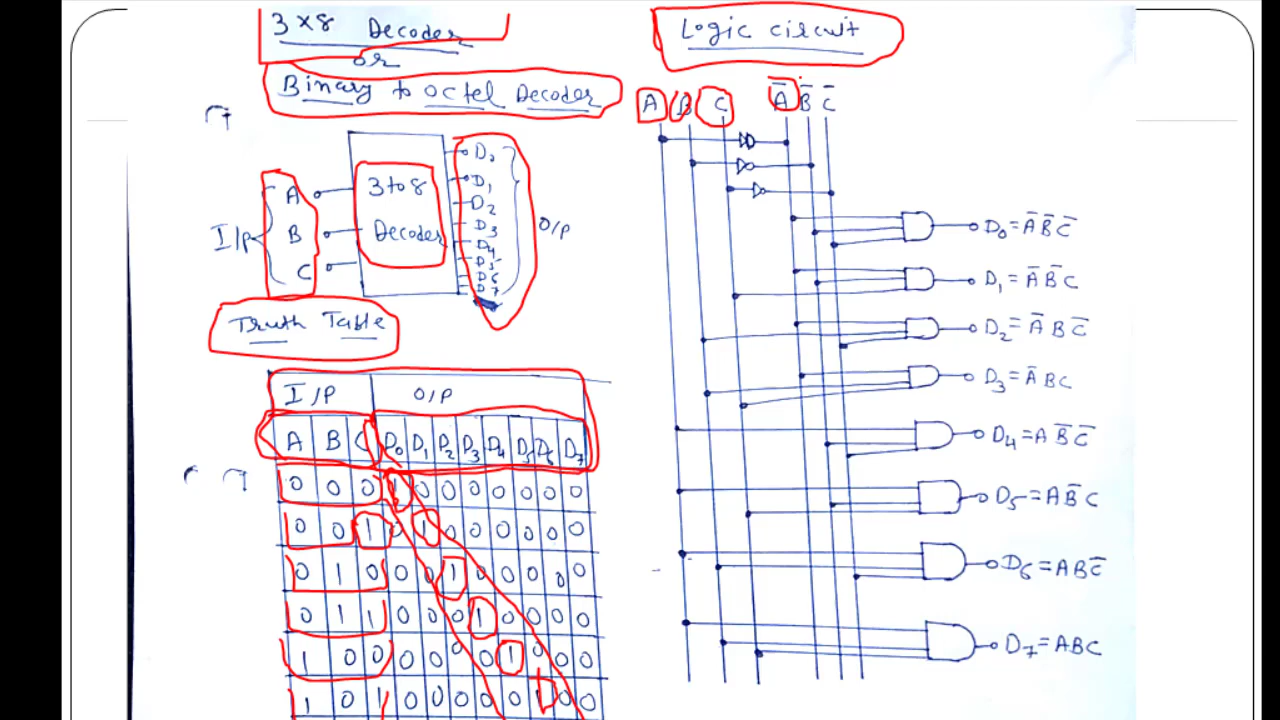 3×8 Decoder
or
Binary to octel Decoder
I/p
A
B
C
3 to 8
Decoder
D₀
D₁
D₂
D₃
D₄
D₅
D₆
D₇
O/p
Truth Table
I/P O/P
A B C D₀ D₁ D₂ D₃ D₄ D₅ D₆ D₇
0 0 0 1 0 0 0 0 0 0 0
0 0 1 0 1 0 0 0 0 0 0
0 1 0 0 0 1 0 0 0 0 0
0 1 1 0 0 0 1 0 0 0 0
1 0 0 0 0 0 0 1 0 0 0
1 0 1 0 0 0 0 0 1 0 0
Logic circuit
A B C A̅ B̅ C̅
D₀ = A̅ B̅ C̅
D₁ = A̅ B̅ C
D₂ = A̅ B C̅
D₃ = A̅ B C
D₄ = A B̅ C̅
D₅ = A B̅ C
D₆ = A B C̅
D₇ = ABC